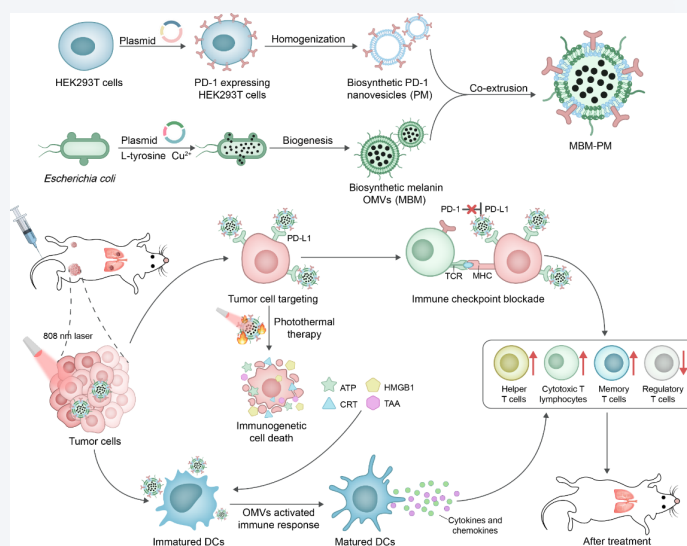 Plasmid
Homogenization
HEK293T cells
PD-1 expressing
HEK293T cells
Biosynthetic PD-1
nanovesicles (PM)
Co-extrusion
MBM-PM
Plasmid
L-tyrosine Cu²⁺
Biogenesis
Escherichia coli
Biosynthetic melanin
OMVs (MBM)
PD-L1
Tumor cell targeting
PD-1
PD-L1
TCR
MHC
Immune checkpoint blockade
808 nm laser
Tumor cells
Photothermal
therapy
ATP
HMGB1
CRT
TAA
Immunogenetic
cell death
Helper
T cells
Cytotoxic T
lymphocytes
Memory
T cells
Regulatory
T cells
OMVs activated
immune response
Immatured DCs
Matured DCs
Cytokines and
chemokines
After treatment